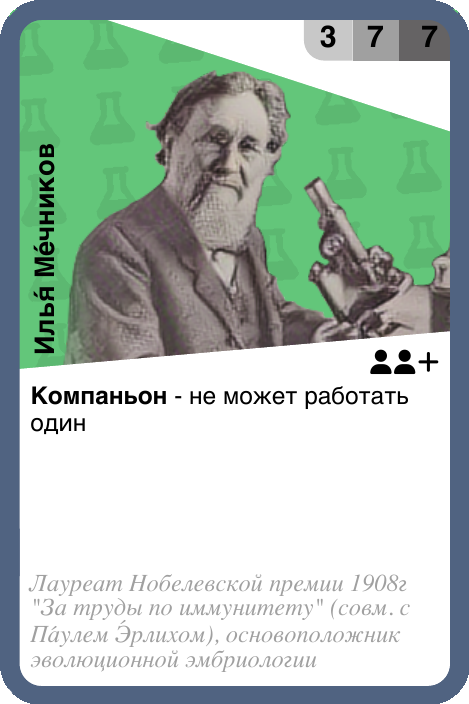 3 7 7
Илья́ Ме́чников
Компаньон - не может работать
один
Лауреат Нобелевской премии 1908г
"За труды по иммунитету" (совм. с
Па́улем Э́рлихом), основоположник
эволюционной эмбриологии